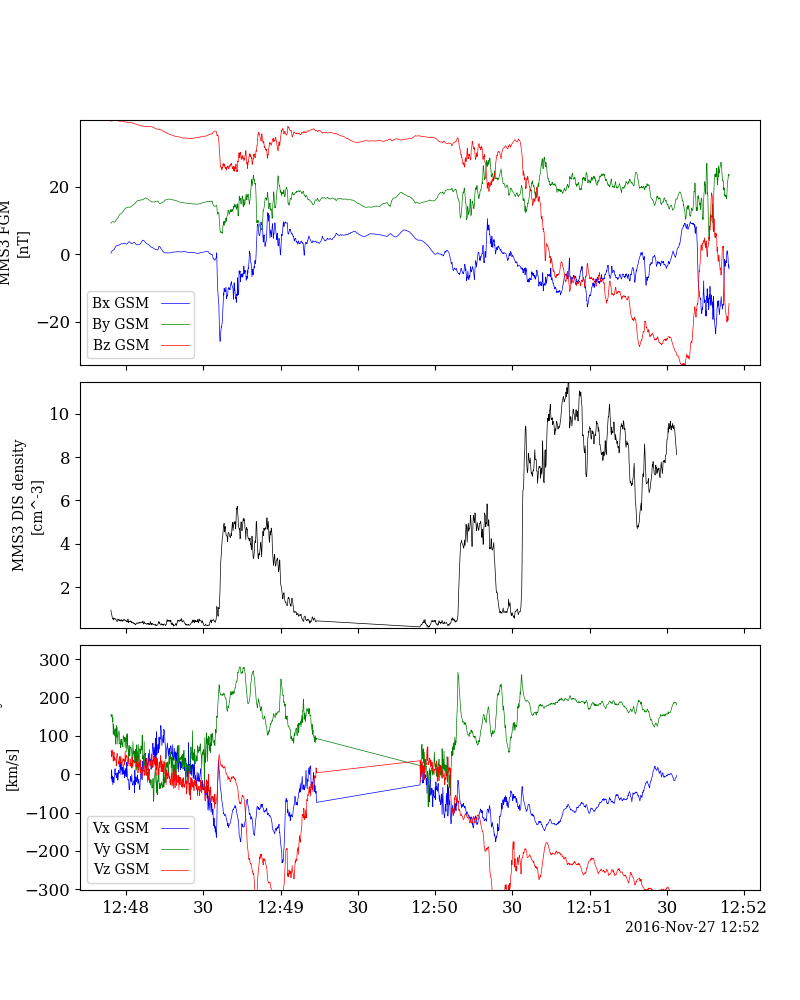 MMS3 FGM
[nT]
20
0
−20
Bx GSM
By GSM
Bz GSM
MMS3 DIS density
[cm^-3]
10
8
6
4
2
[km/s]
300
200
100
0
−100
−200
−300
Vx GSM
Vy GSM
Vz GSM
12:48
30
12:49
30
12:50
30
12:51
30
12:52
2016-Nov-27 12:52